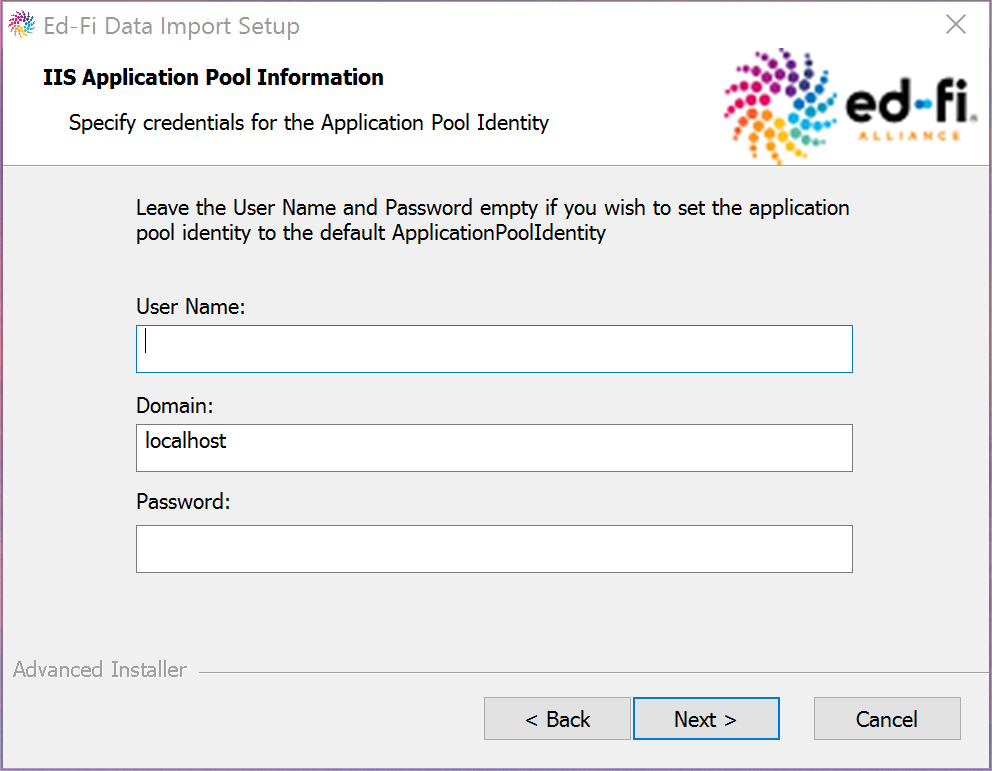 Ed-Fi Data Import Setup
IIS Application Pool Information
Specify credentials for the Application Pool Identity
ed-fi®
ALLIANCE
Leave the User Name and Password empty if you wish to set the application
pool identity to the default ApplicationPoolIdentity
User Name:
Domain:
localhost
Password:
Advanced Installer
< Back
Next >
Cancel